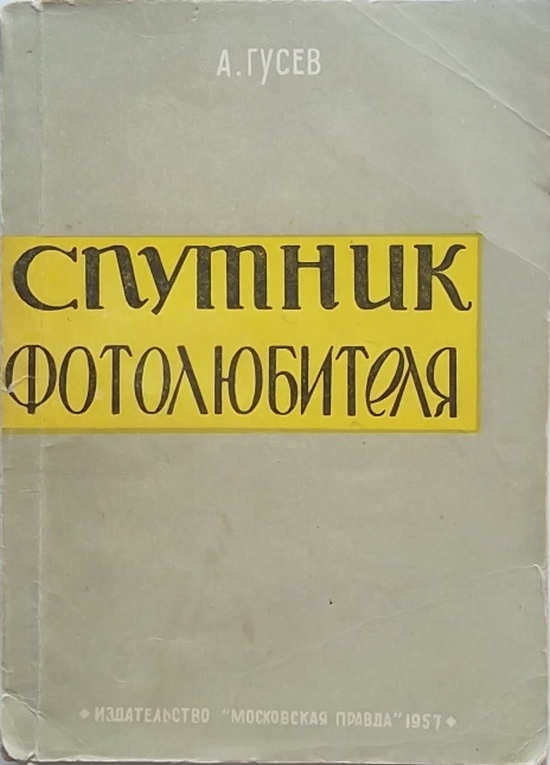 А. ГУСЕВ
СПУТНИК
ФОТОЛЮБИТЕЛЯ
ИЗДАТЕЛЬСТВО "МОСКОВСКАЯ ПРАВДА" 1957